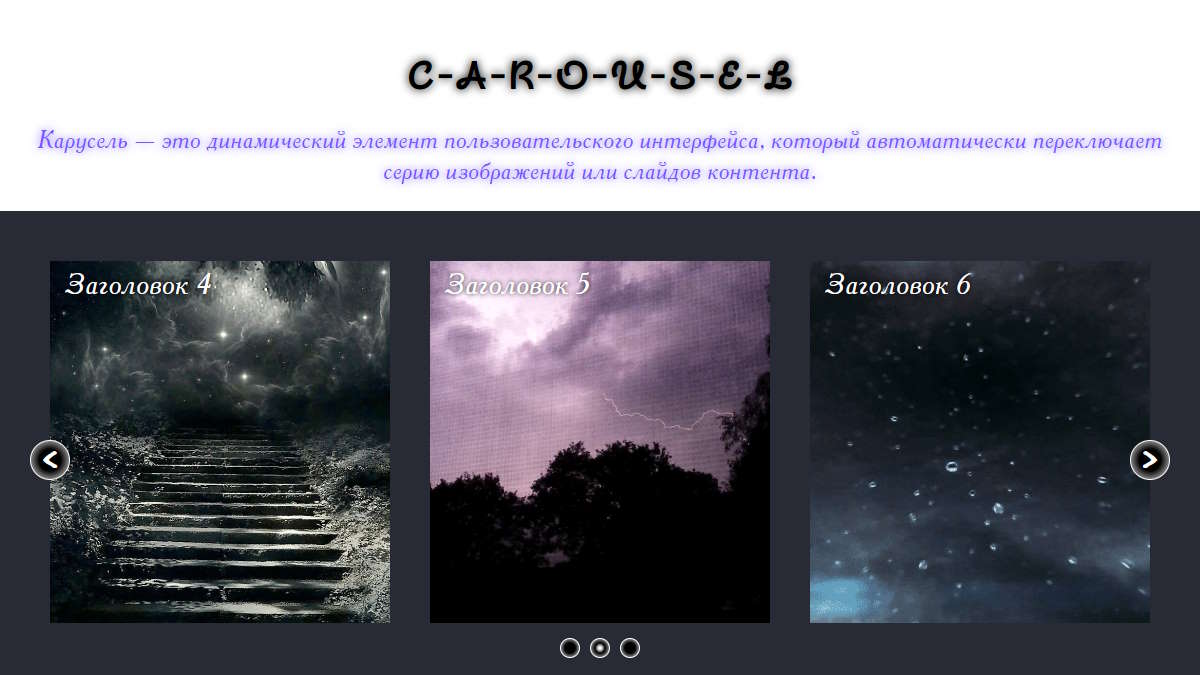 C-A-R-O-U-S-E-L
Карусель — это динамический элемент пользовательского интерфейса, который автоматически переключает
серию изображений или слайдов контента.
Заголовок 4
Заголовок 5
Заголовок 6